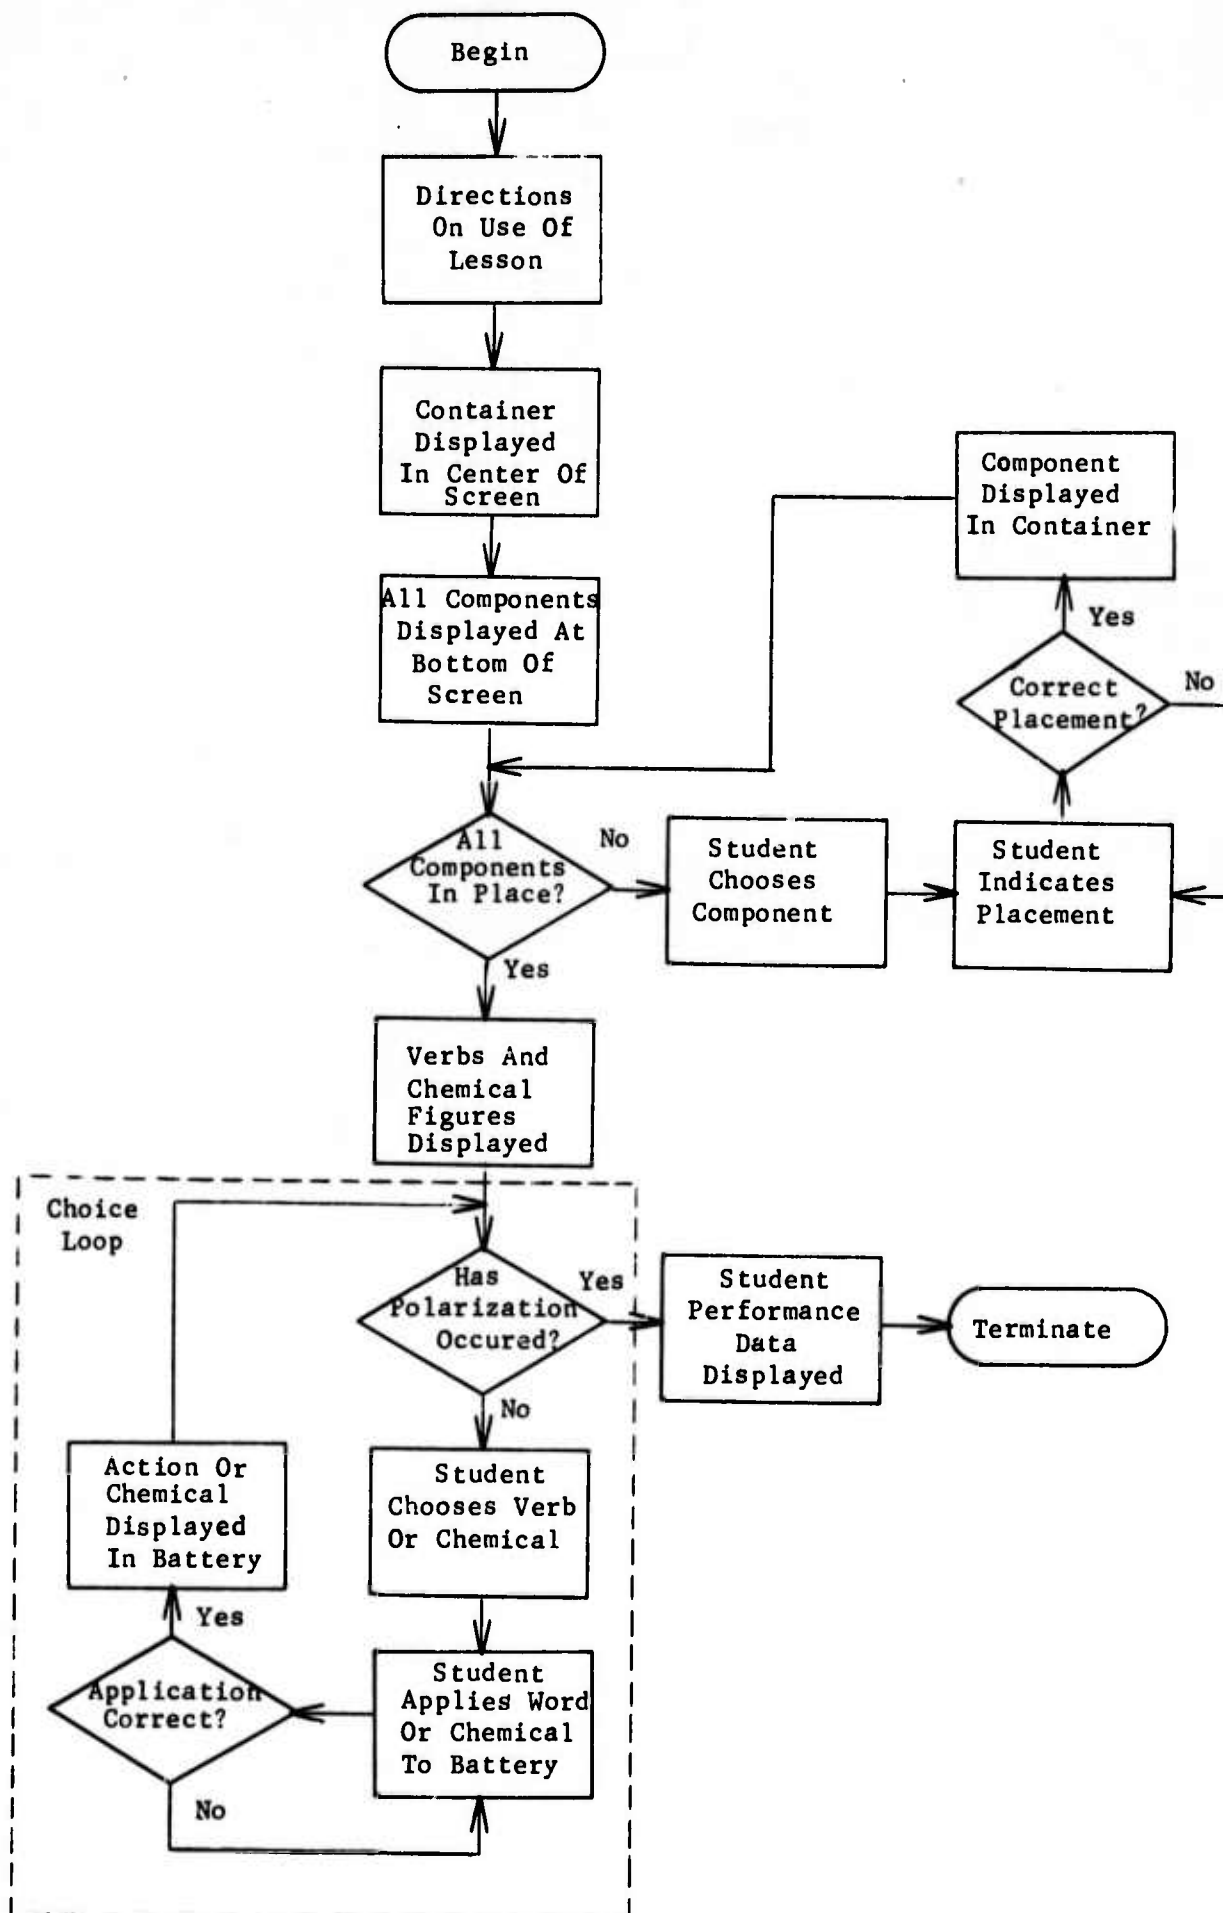 Begin
Directions
On Use Of
Lesson
Container
Displayed
In Center Of
Screen
All Components
Displayed At
Bottom Of
Screen
Component
Displayed
In Container
Yes
Correct
Placement?
No
All
Components
In Place?
No
Student
Chooses
Component
Student
Indicates
Placement
Yes
Verbs And
Chemical
Figures
Displayed
Choice
Loop
Has
Polarization
Occured?
Yes
Student
Performance
Data
Displayed
Terminate
No
Student
Chooses Verb
Or Chemical
Action Or
Chemical
Displayed
In Battery
Yes
Student
Applies Word
Or Chemical
To Battery
Application
Correct?
No